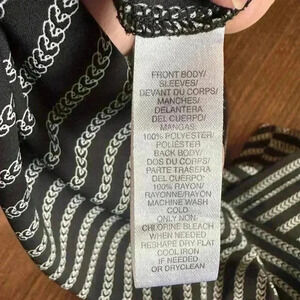 FRONT BODY/
SLEEVES/
DEVANT DU CORPS/
MANCHES/
DELANTERA
DEL CUERPO/
MANGAS:
100% POLYESTER/
POLIÉSTER
BACK BODY/
DOS DU CORPS/
PARTE TRASERA
DEL CUERPO:
100% RAYON/
RAYONNE/RAYON
MACHINE WASH
COLD
ONLY NON-
CHLORINE BLEACH
WHEN NEEDED
RESHAPE DRY FLAT
COOL IRON
IF NEEDED
OR DRYCLEAN